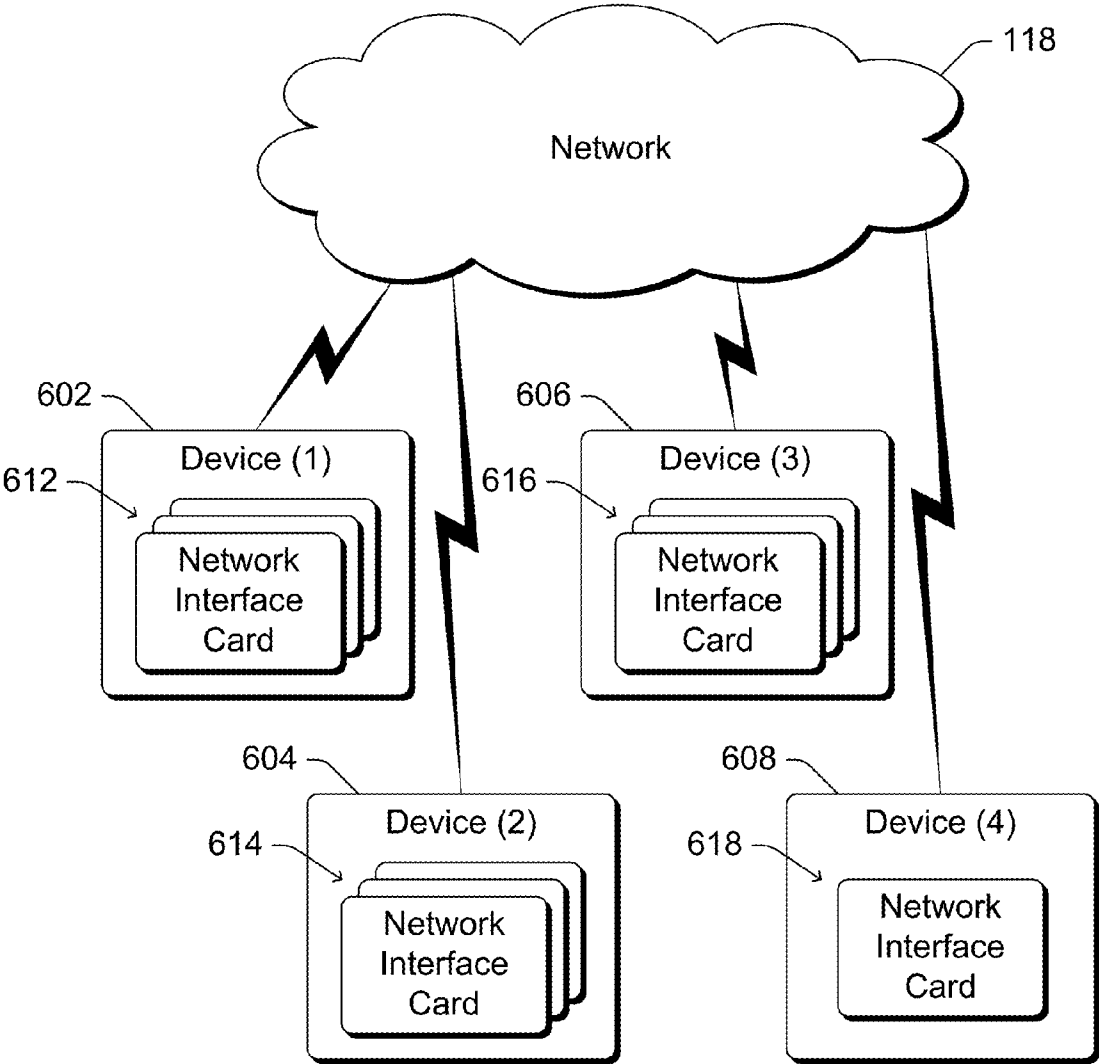 118
Network
602
Device (1)
612
Network
Interface
Card
606
Device (3)
616
Network
Interface
Card
604
Device (2)
614
Network
Interface
Card
608
Device (4)
618
Network
Interface
Card